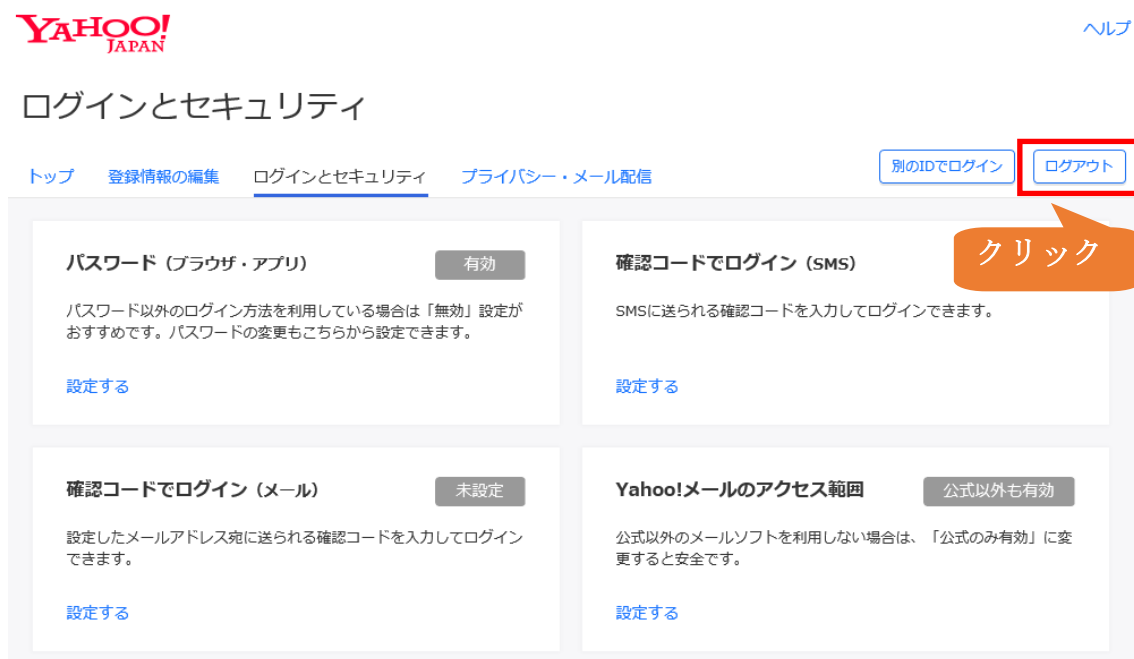 YAHOO!
JAPAN
ヘルプ
ログインとセキュリティ
トップ 登録情報の編集 ログインとセキュリティ プライバシー・メール配信 別のIDでログイン ログアウト
クリック
パスワード（ブラウザ・アプリ） 有効
パスワード以外のログイン方法を利用している場合は「無効」設定が
おすすめです。パスワードの変更もこちらから設定できます。
設定する
確認コードでログイン（SMS）
SMSに送られる確認コードを入力してログインできます。
設定する
確認コードでログイン（メール） 未設定
設定したメールアドレス宛に送られる確認コードを入力してログイン
できます。
設定する
Yahoo!メールのアクセス範囲 公式以外も有効
公式以外のメールソフトを利用しない場合は、「公式のみ有効」に変
更すると安全です。
設定する